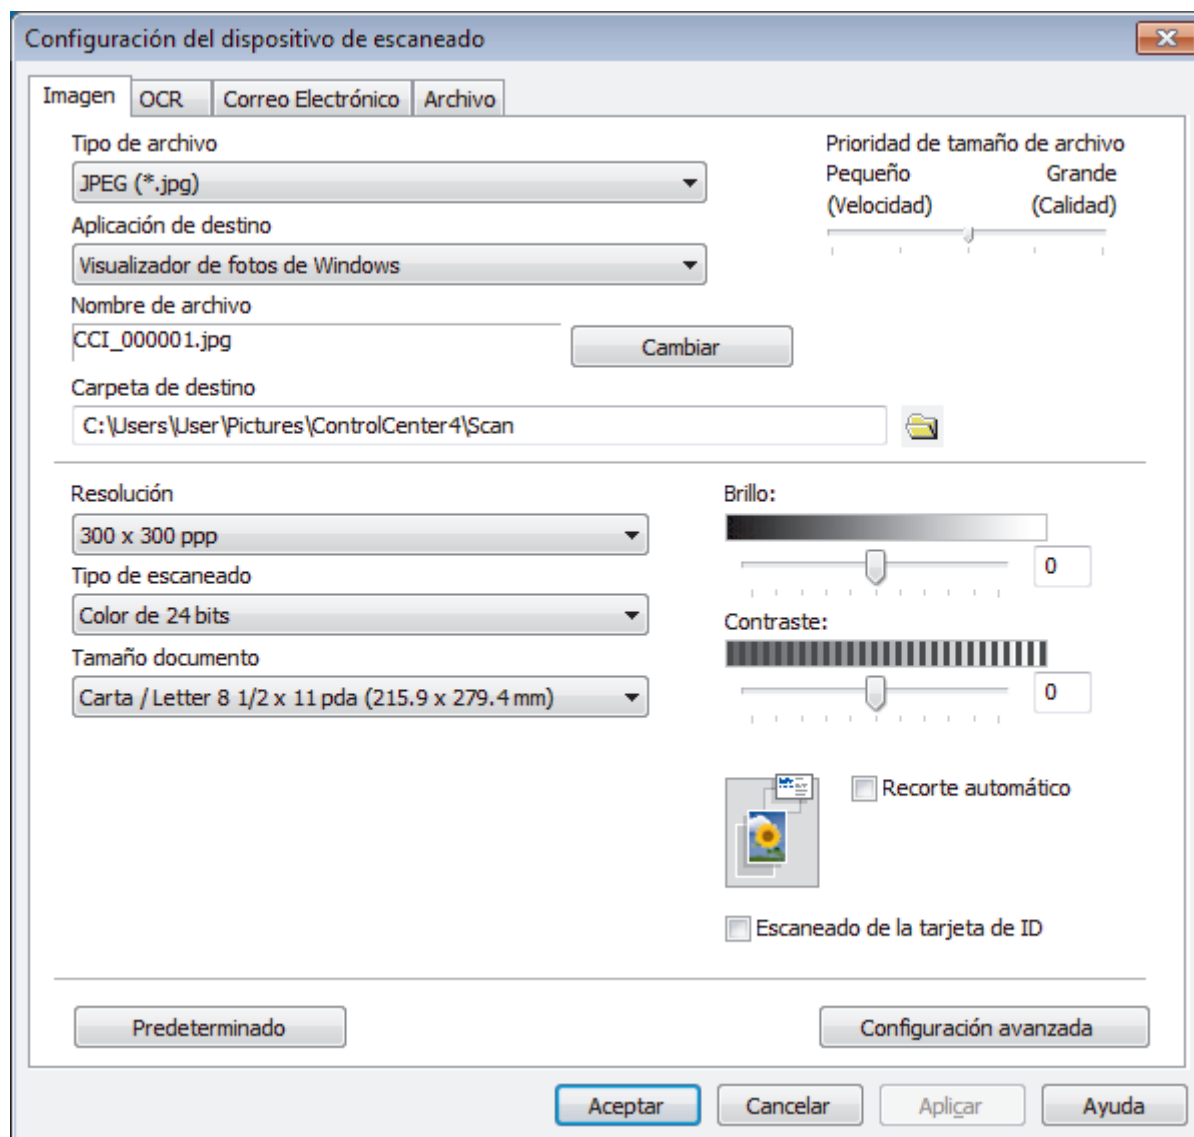 Configuración del dispositivo de escaneado
Imagen OCR Correo Electrónico Archivo
Tipo de archivo
JPEG (*.jpg)
Aplicación de destino
Visualizador de fotos de Windows
Nombre de archivo
CCI_000001.jpg
Cambiar
Carpeta de destino
C:\Users\User\Pictures\ControlCenter4\Scan
Prioridad de tamaño de archivo
Pequeño Grande
(Velocidad) (Calidad)
Resolución
300 x 300 ppp
Tipo de escaneado
Color de 24 bits
Tamaño documento
Carta / Letter 8 1/2 x 11 pda (215.9 x 279.4 mm)
Brillo:
0
Contraste:
0
Recorte automático
Escaneado de la tarjeta de ID
Predeterminado Configuración avanzada
Aceptar Cancelar Aplicar Ayuda